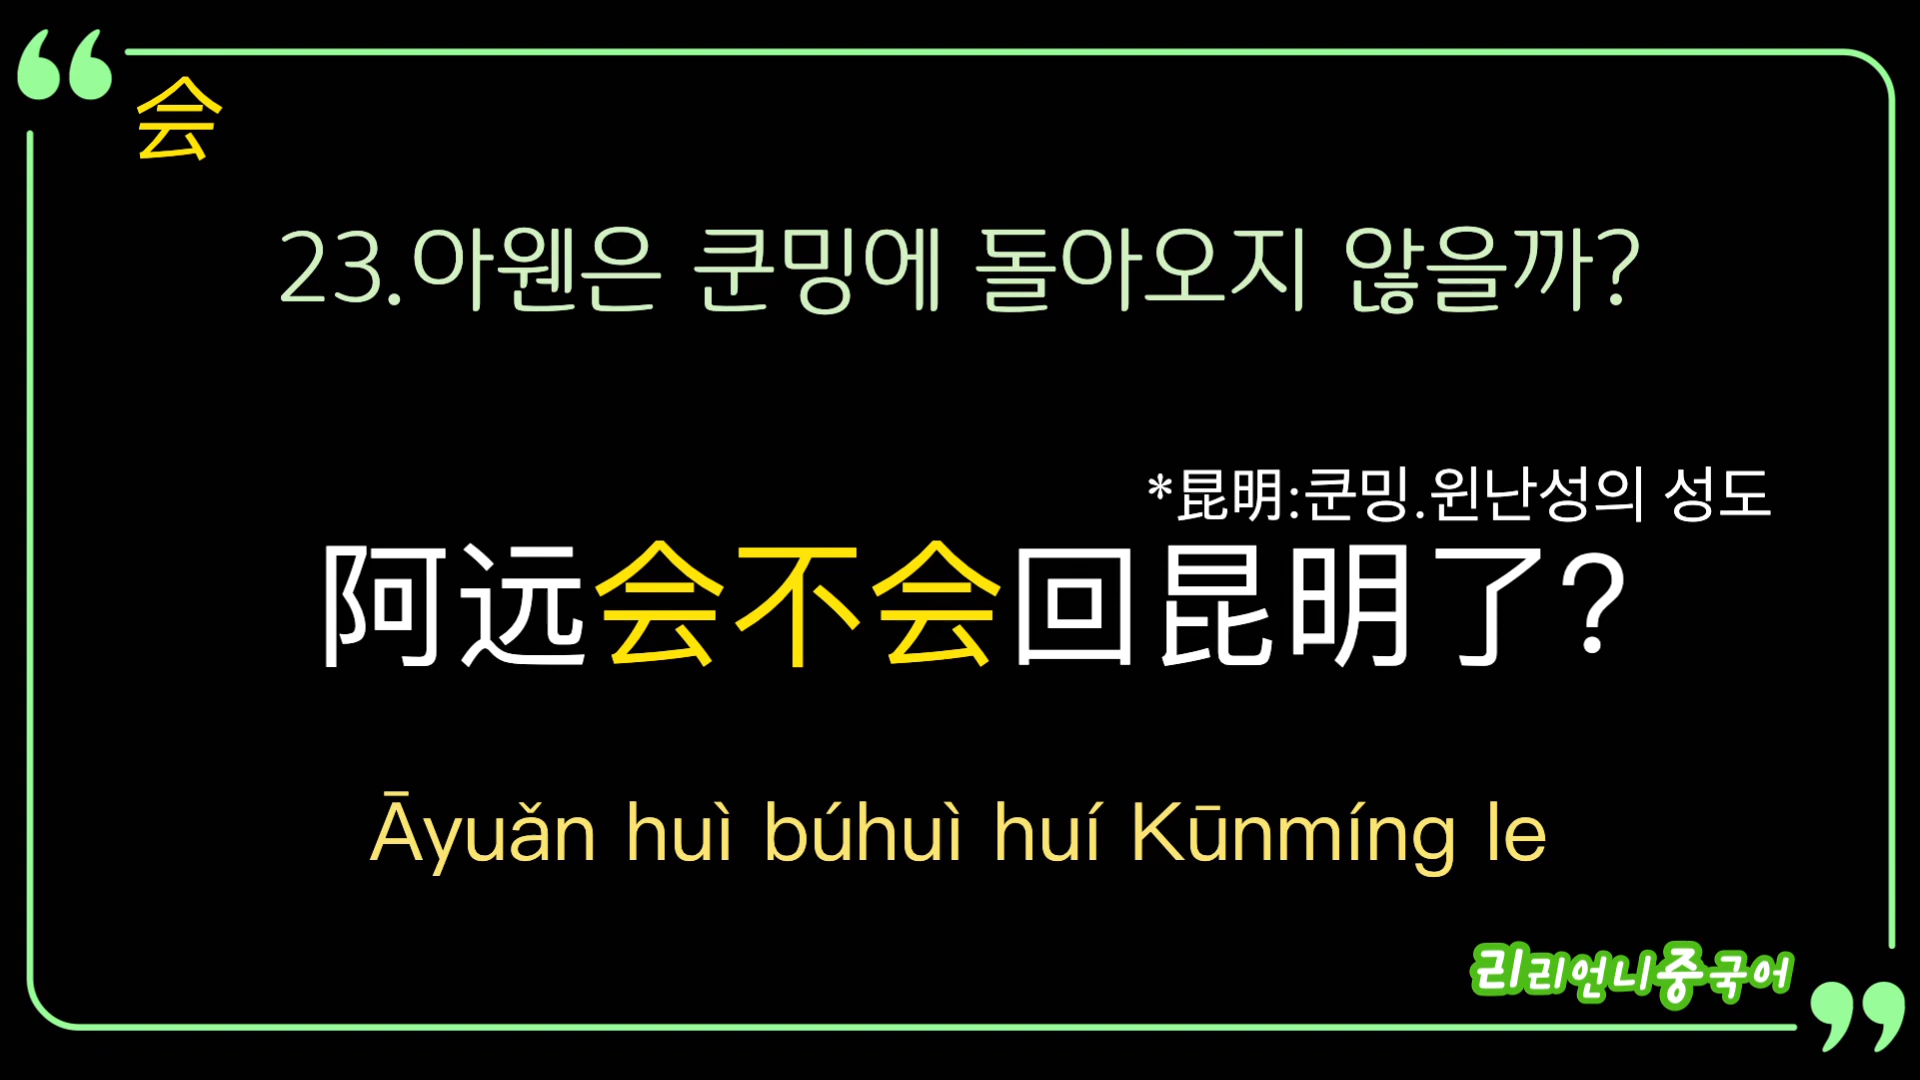 会
23.아웬은 쿤밍에 돌아오지 않을까?
*昆明:쿤밍.윈난성의 성도
阿远会不会回昆明了?
Āyuǎn huì búhuì huí Kūnmíng le
리리언니중국어